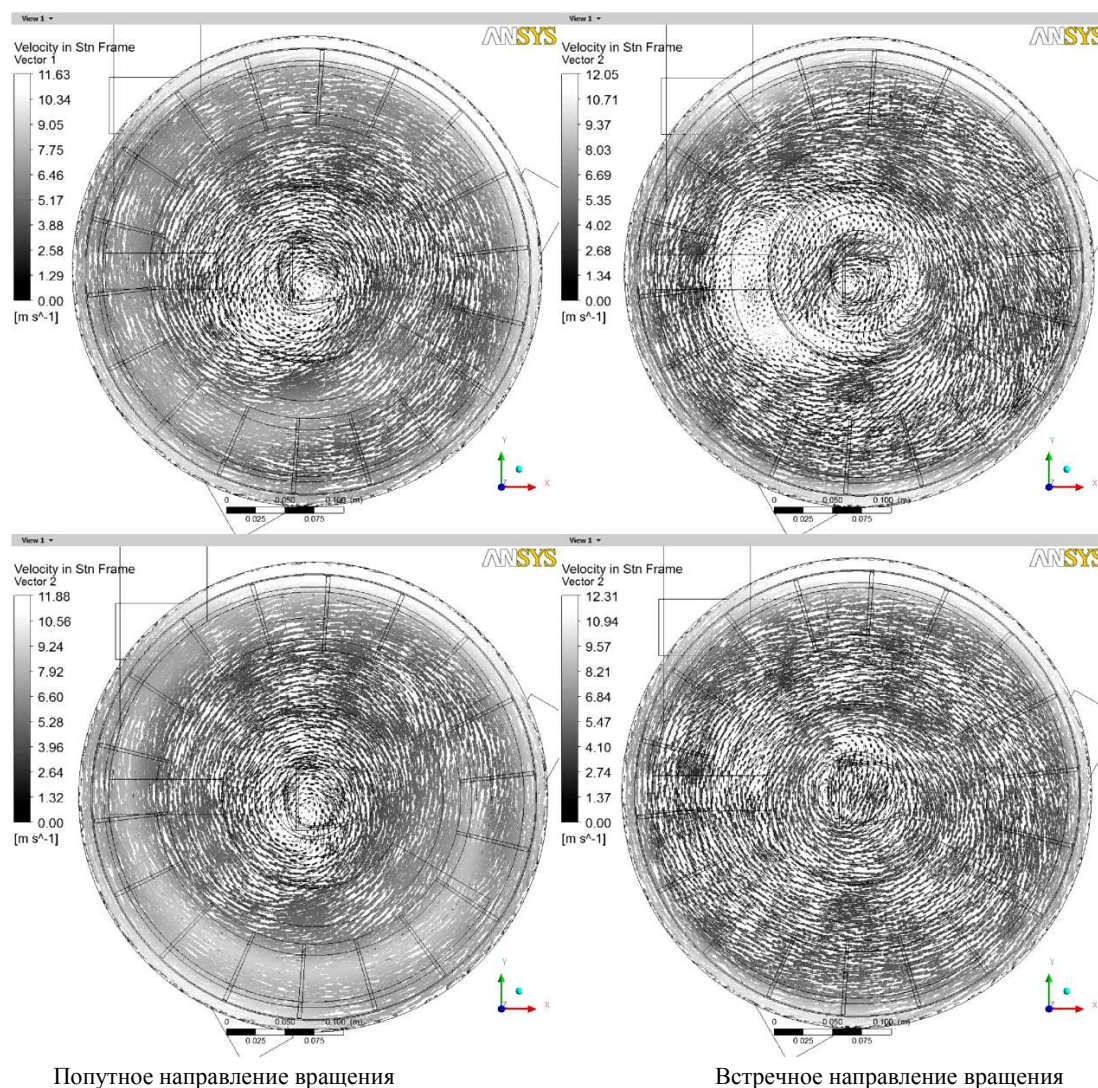 View 1
ANSYS
Velocity in Stn Frame
Vector 1
11.63
10.34
9.05
7.75
6.46
5.17
3.88
2.58
1.29
0.00
[m s^-1]
Y
X
0 0.050 0.100 (m)
0.025 0.075
View 1
ANSYS
Velocity in Stn Frame
Vector 2
12.05
10.71
9.37
8.03
6.69
5.35
4.02
2.68
1.34
0.00
[m s^-1]
Y
X
0 0.050 0.100 (m)
0.025 0.075
View 1
ANSYS
Velocity in Stn Frame
Vector 2
11.88
10.56
9.24
7.92
6.60
5.28
3.96
2.64
1.32
0.00
[m s^-1]
Y
X
0 0.050 0.100 (m)
0.025 0.075
View 1
ANSYS
Velocity in Stn Frame
Vector 2
12.31
10.94
9.57
8.21
6.84
5.47
4.10
2.74
1.37
0.00
[m s^-1]
Y
X
0 0.050 0.100 (m)
0.025 0.075
Попутное направление вращения
Встречное направление вращения